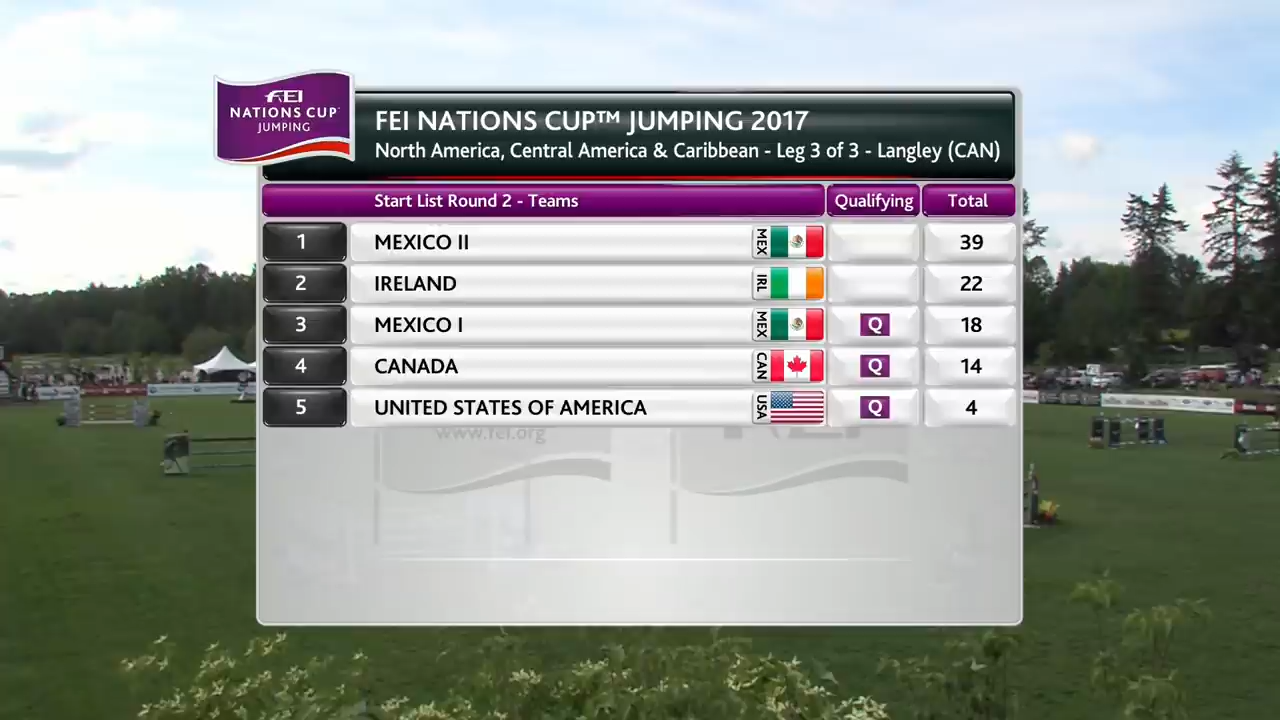 FEI
NATIONS CUP™
JUMPING
FEI NATIONS CUP™ JUMPING 2017
North America, Central America & Caribbean - Leg 3 of 3 - Langley (CAN)
Start List Round 2 - Teams Qualifying Total
1 MEXICO II MEX 39
2 IRELAND IRL 22
3 MEXICO I MEX Q 18
4 CANADA CAN Q 14
5 UNITED STATES OF AMERICA USA Q 4
www.fei.org FEI